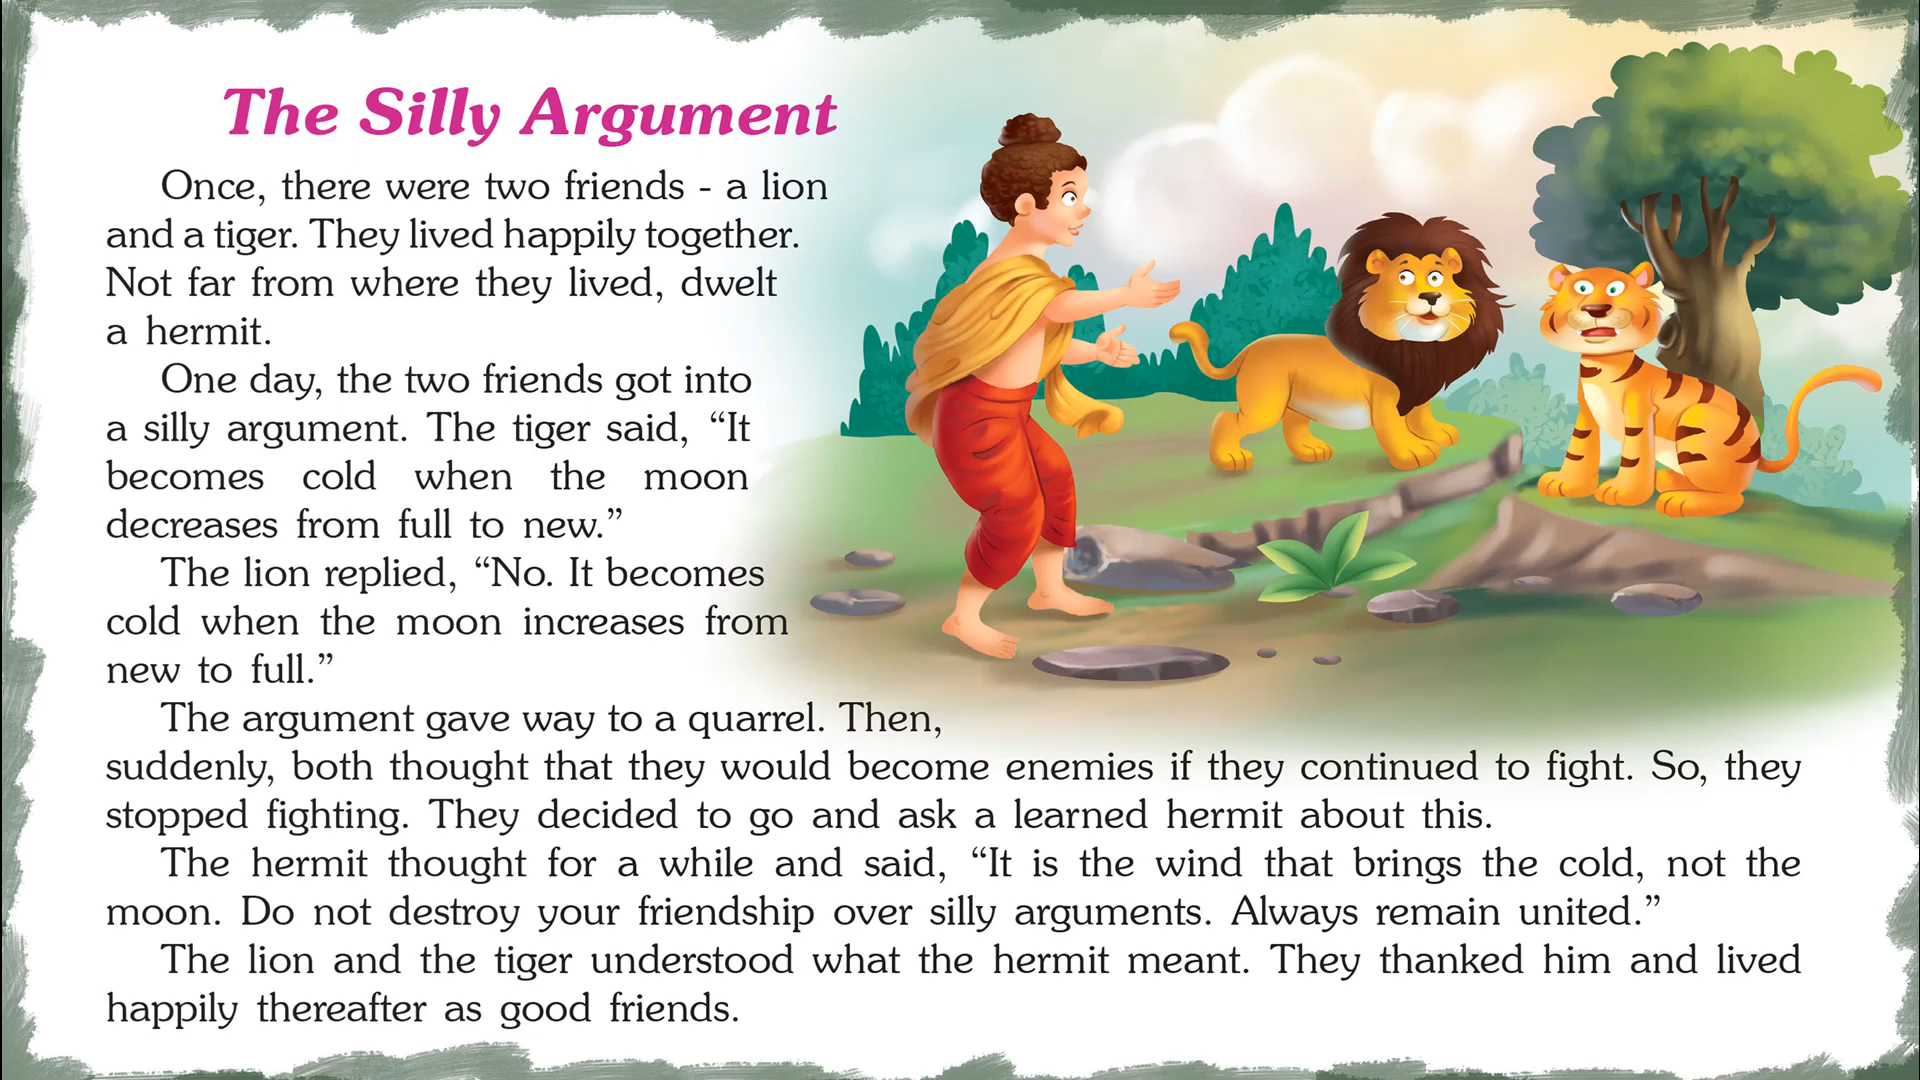 The Silly Argument
Once, there were two friends - a lion
and a tiger. They lived happily together.
Not far from where they lived, dwelt
a hermit.
One day, the two friends got into
a silly argument. The tiger said, “It
becomes cold when the moon
decreases from full to new.”
The lion replied, “No. It becomes
cold when the moon increases from
new to full.”
The argument gave way to a quarrel. Then,
suddenly, both thought that they would become enemies if they continued to fight. So, they
stopped fighting. They decided to go and ask a learned hermit about this.
The hermit thought for a while and said, “It is the wind that brings the cold, not the
moon. Do not destroy your friendship over silly arguments. Always remain united.”
The lion and the tiger understood what the hermit meant. They thanked him and lived
happily thereafter as good friends.